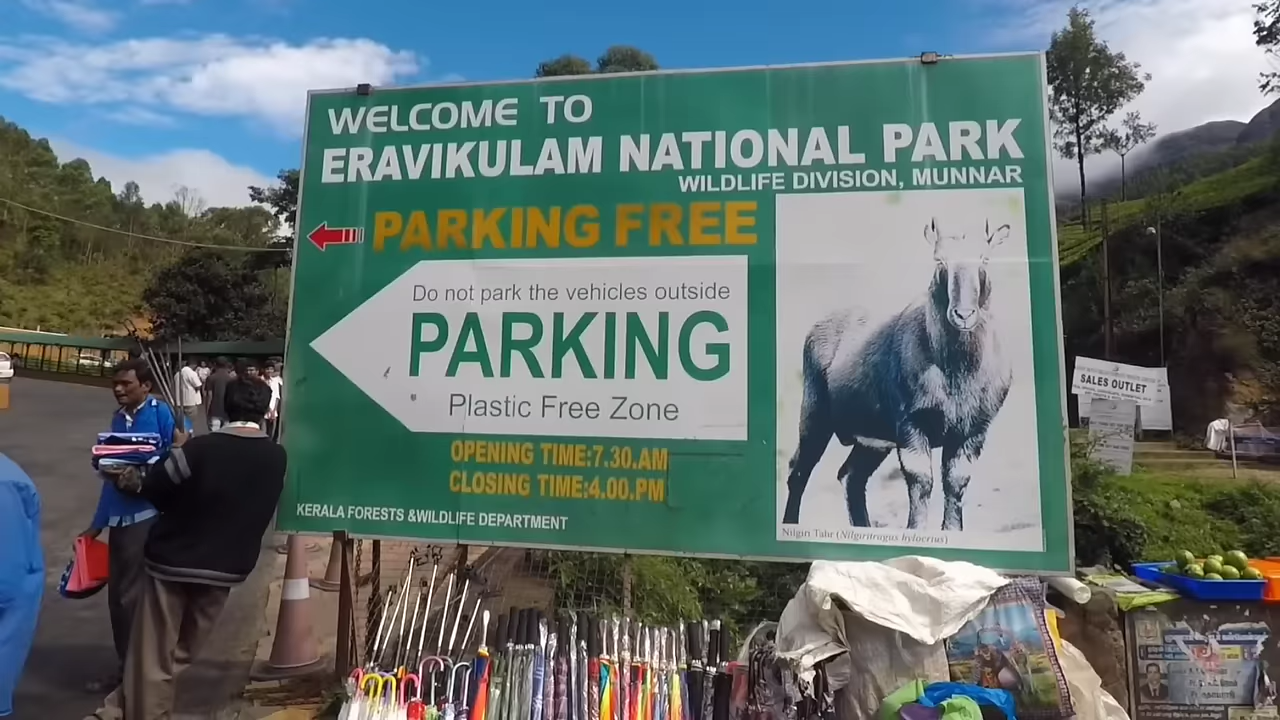 WELCOME TO
ERAVIKULAM NATIONAL PARK
WILDLIFE DIVISION, MUNNAR
PARKING FREE
Do not park the vehicles outside
PARKING
Plastic Free Zone
OPENING TIME:7.30.AM
CLOSING TIME:4.00.PM
KERALA FORESTS &WILDLIFE DEPARTMENT
Nilgiri Tahr (Nilgiritragus hylocrius)
SALES OUTLET